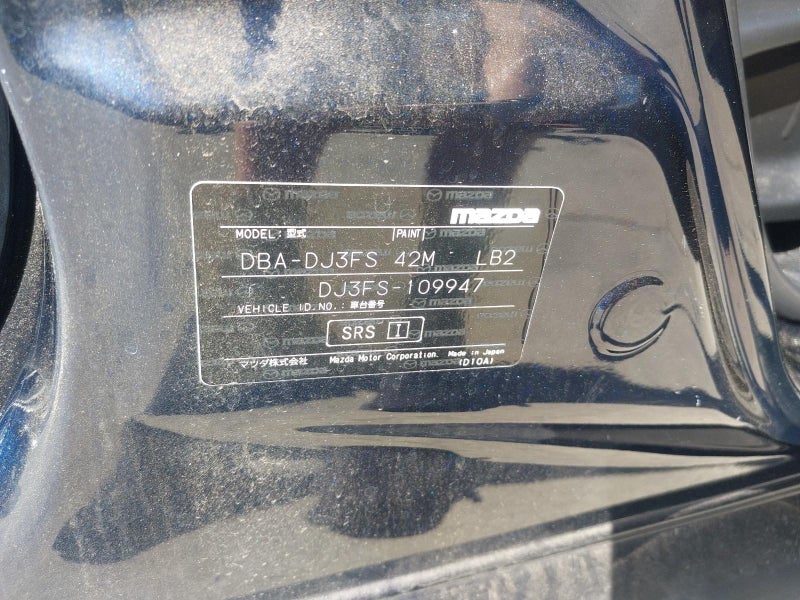 mazda
MODEL: 型式 PAINT
DBA-DJ3FS 42M LB2
DJ3FS-109947
VEHICLE ID.NO.: 車台番号
SRS I
マツダ株式会社 Mazda Motor Corporation. Made in Japan
(D10A)